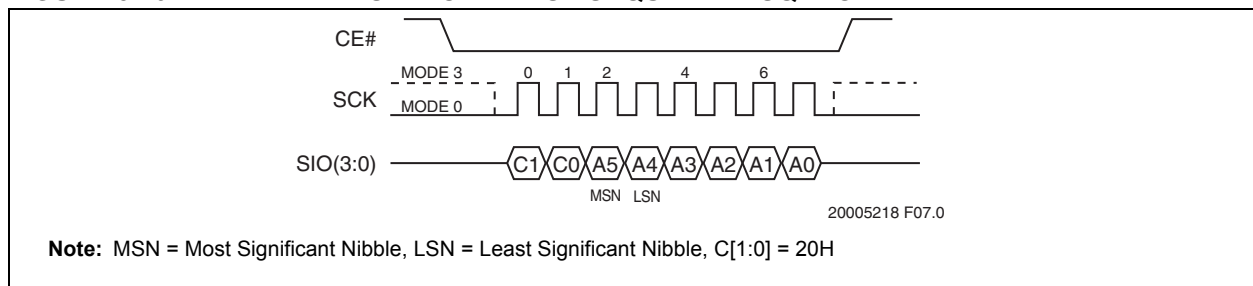 CE#
MODE 3 0 1 2 4 6
SCK MODE 0
SIO(3:0) C1 C0 A5 A4 A3 A2 A1 A0
MSN LSN
20005218 F07.0
Note: MSN = Most Significant Nibble, LSN = Least Significant Nibble, C[1:0] = 20H